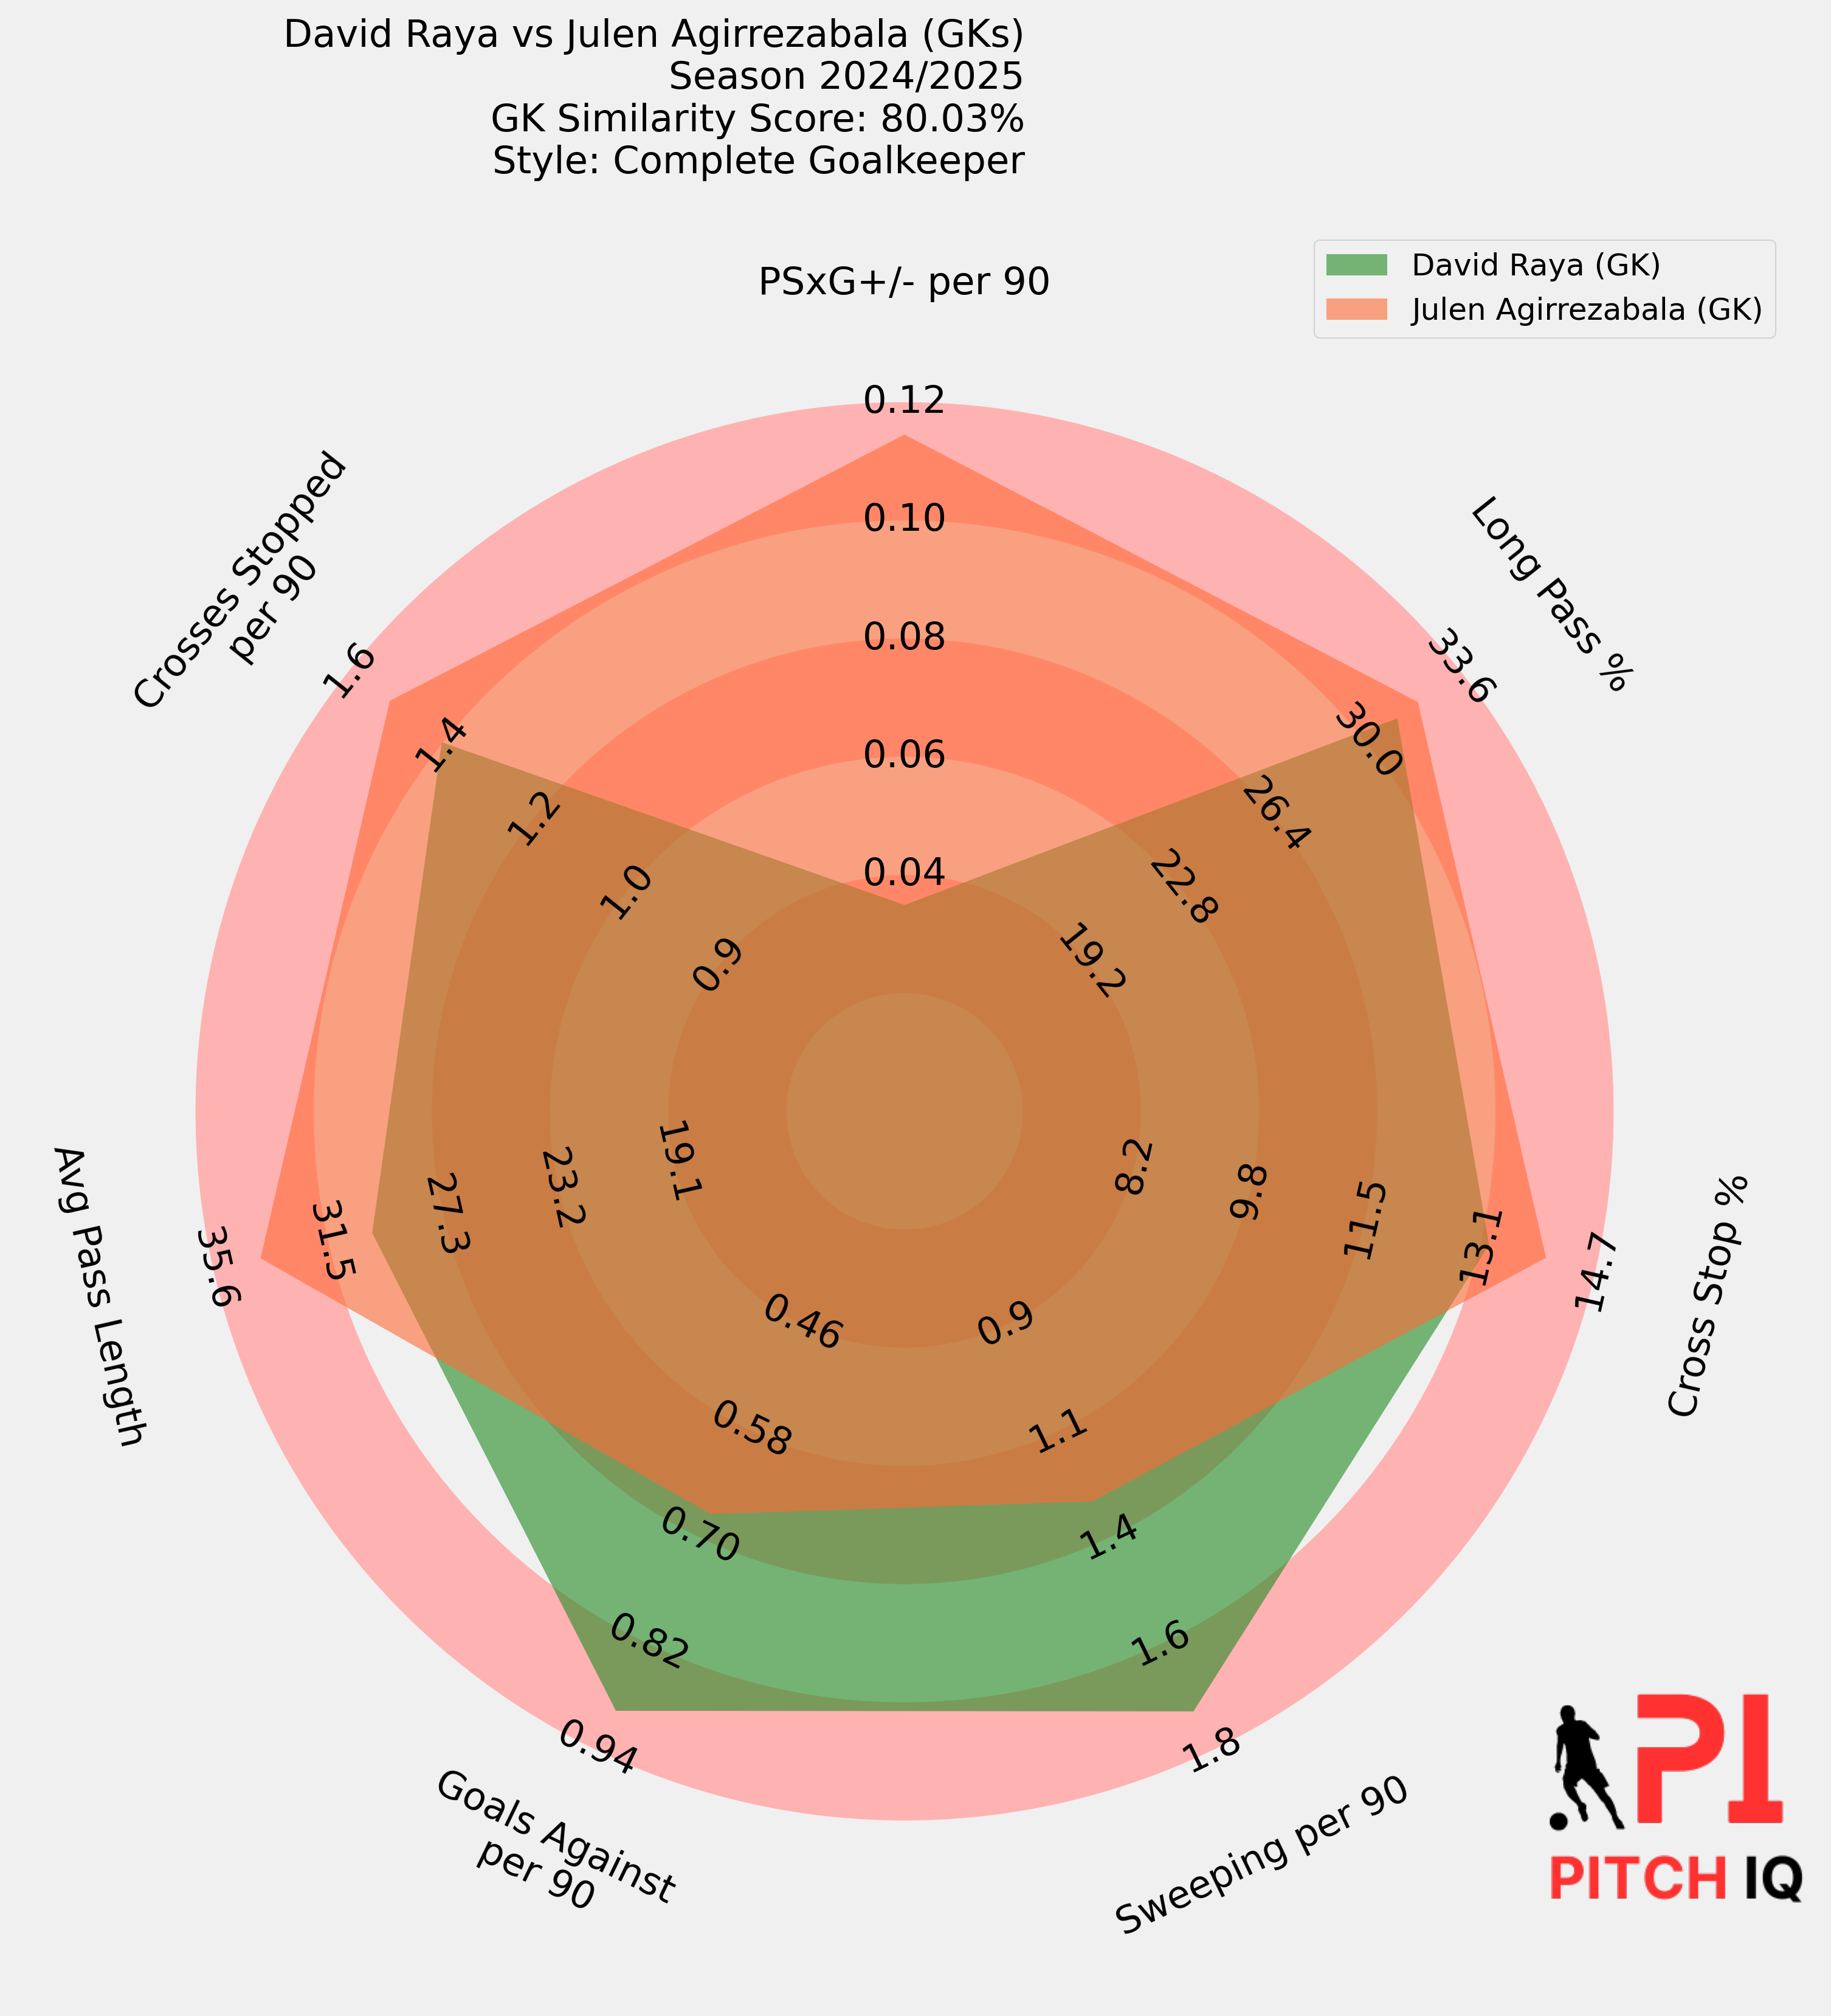 David Raya vs Julen Agirrezabala (GKs)
Season 2024/2025
GK Similarity Score: 80.03%
Style: Complete Goalkeeper
David Raya (GK)
Julen Agirrezabala (GK)
PSxG+/- per 90
0.12
0.10
0.08
0.06
0.04
Long Pass %
33.6
30.0
26.4
22.8
19.2
Cross Stop %
14.7
13.1
11.5
9.8
8.2
Sweeping per 90
1.8
1.6
1.4
1.1
0.9
Goals Against
per 90
0.94
0.82
0.70
0.58
0.46
Avg Pass Length
35.6
31.5
27.3
23.2
19.1
Crosses Stopped
per 90
1.6
1.4
1.2
1.0
0.9
PI
PITCH IQ